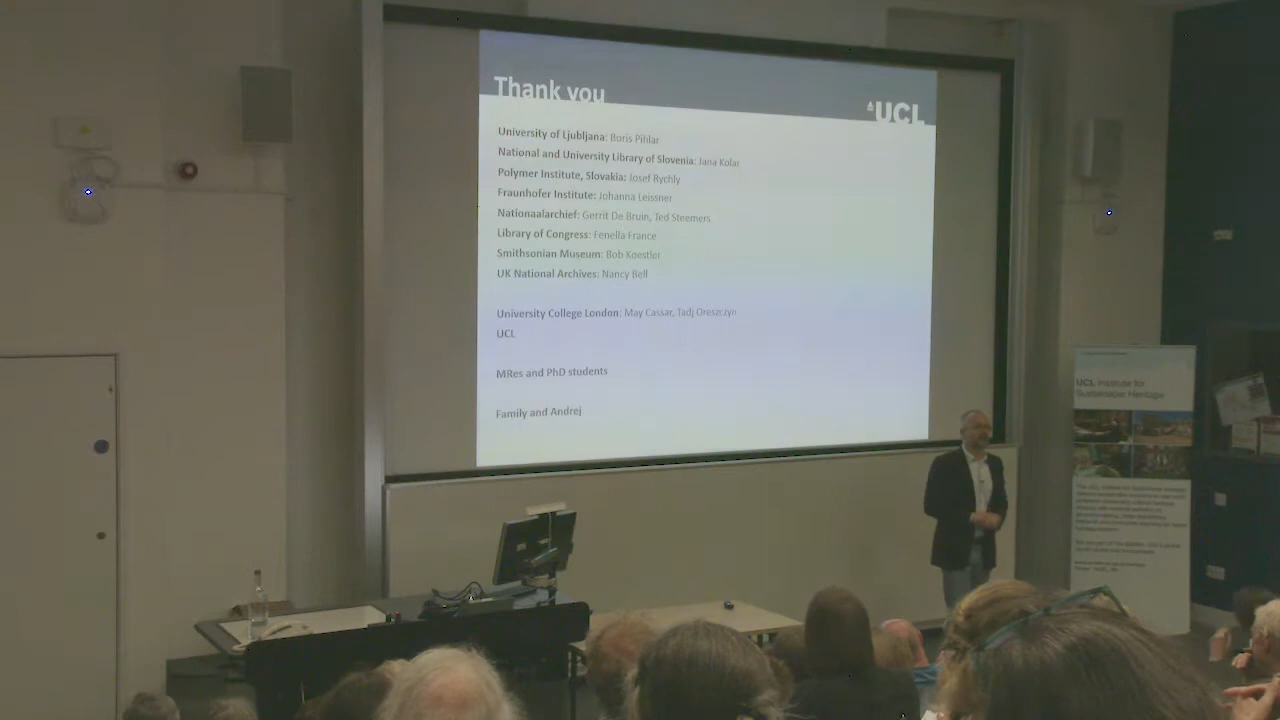 Thank you
UCL
University of Ljubljana: Boris Pihlar
National and University Library of Slovenia: Jana Kolar
Polymer Institute, Slovakia: Josef Rychly
Fraunhofer Institute: Johanna Leissner
Nationaalarchief: Gerrit De Bruin, Ted Steemers
Library of Congress: Fenella France
Smithsonian Museum: Bob Koestler
UK National Archives: Nancy Bell
University College London: May Cassar, Tadj Oreszczyn
UCL
MRes and PhD students
Family and Andrej
UCL Institute for
Sustainable Heritage